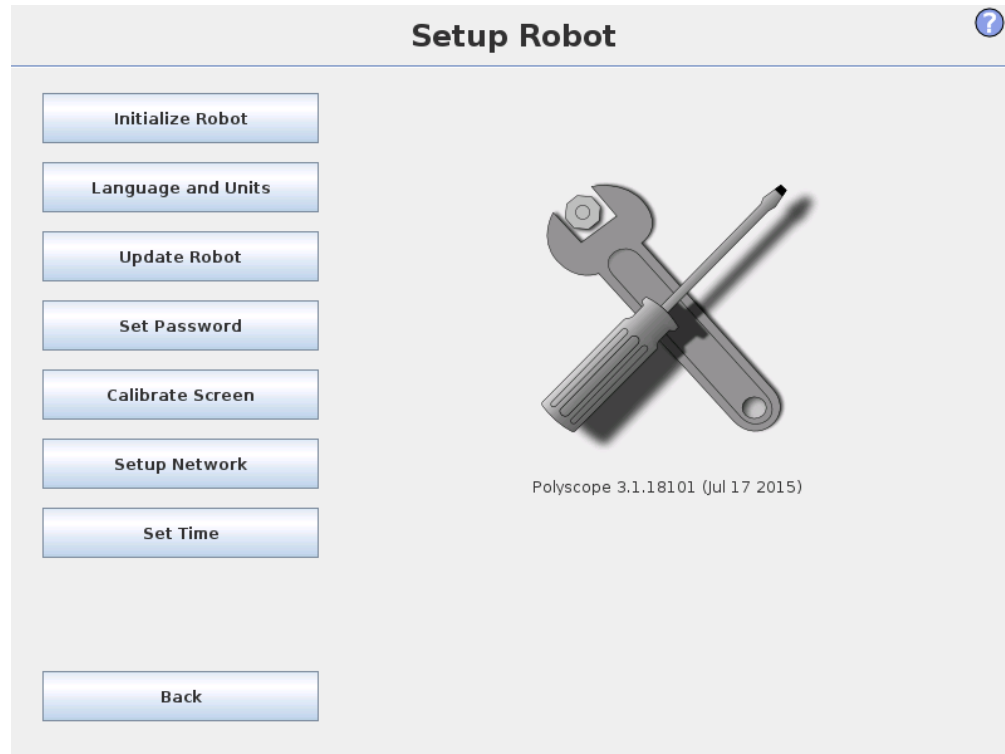 Setup Robot
?
Initialize Robot
Language and Units
Update Robot
Set Password
Calibrate Screen
Setup Network
Set Time
Polyscope 3.1.18101 (Jul 17 2015)
Back